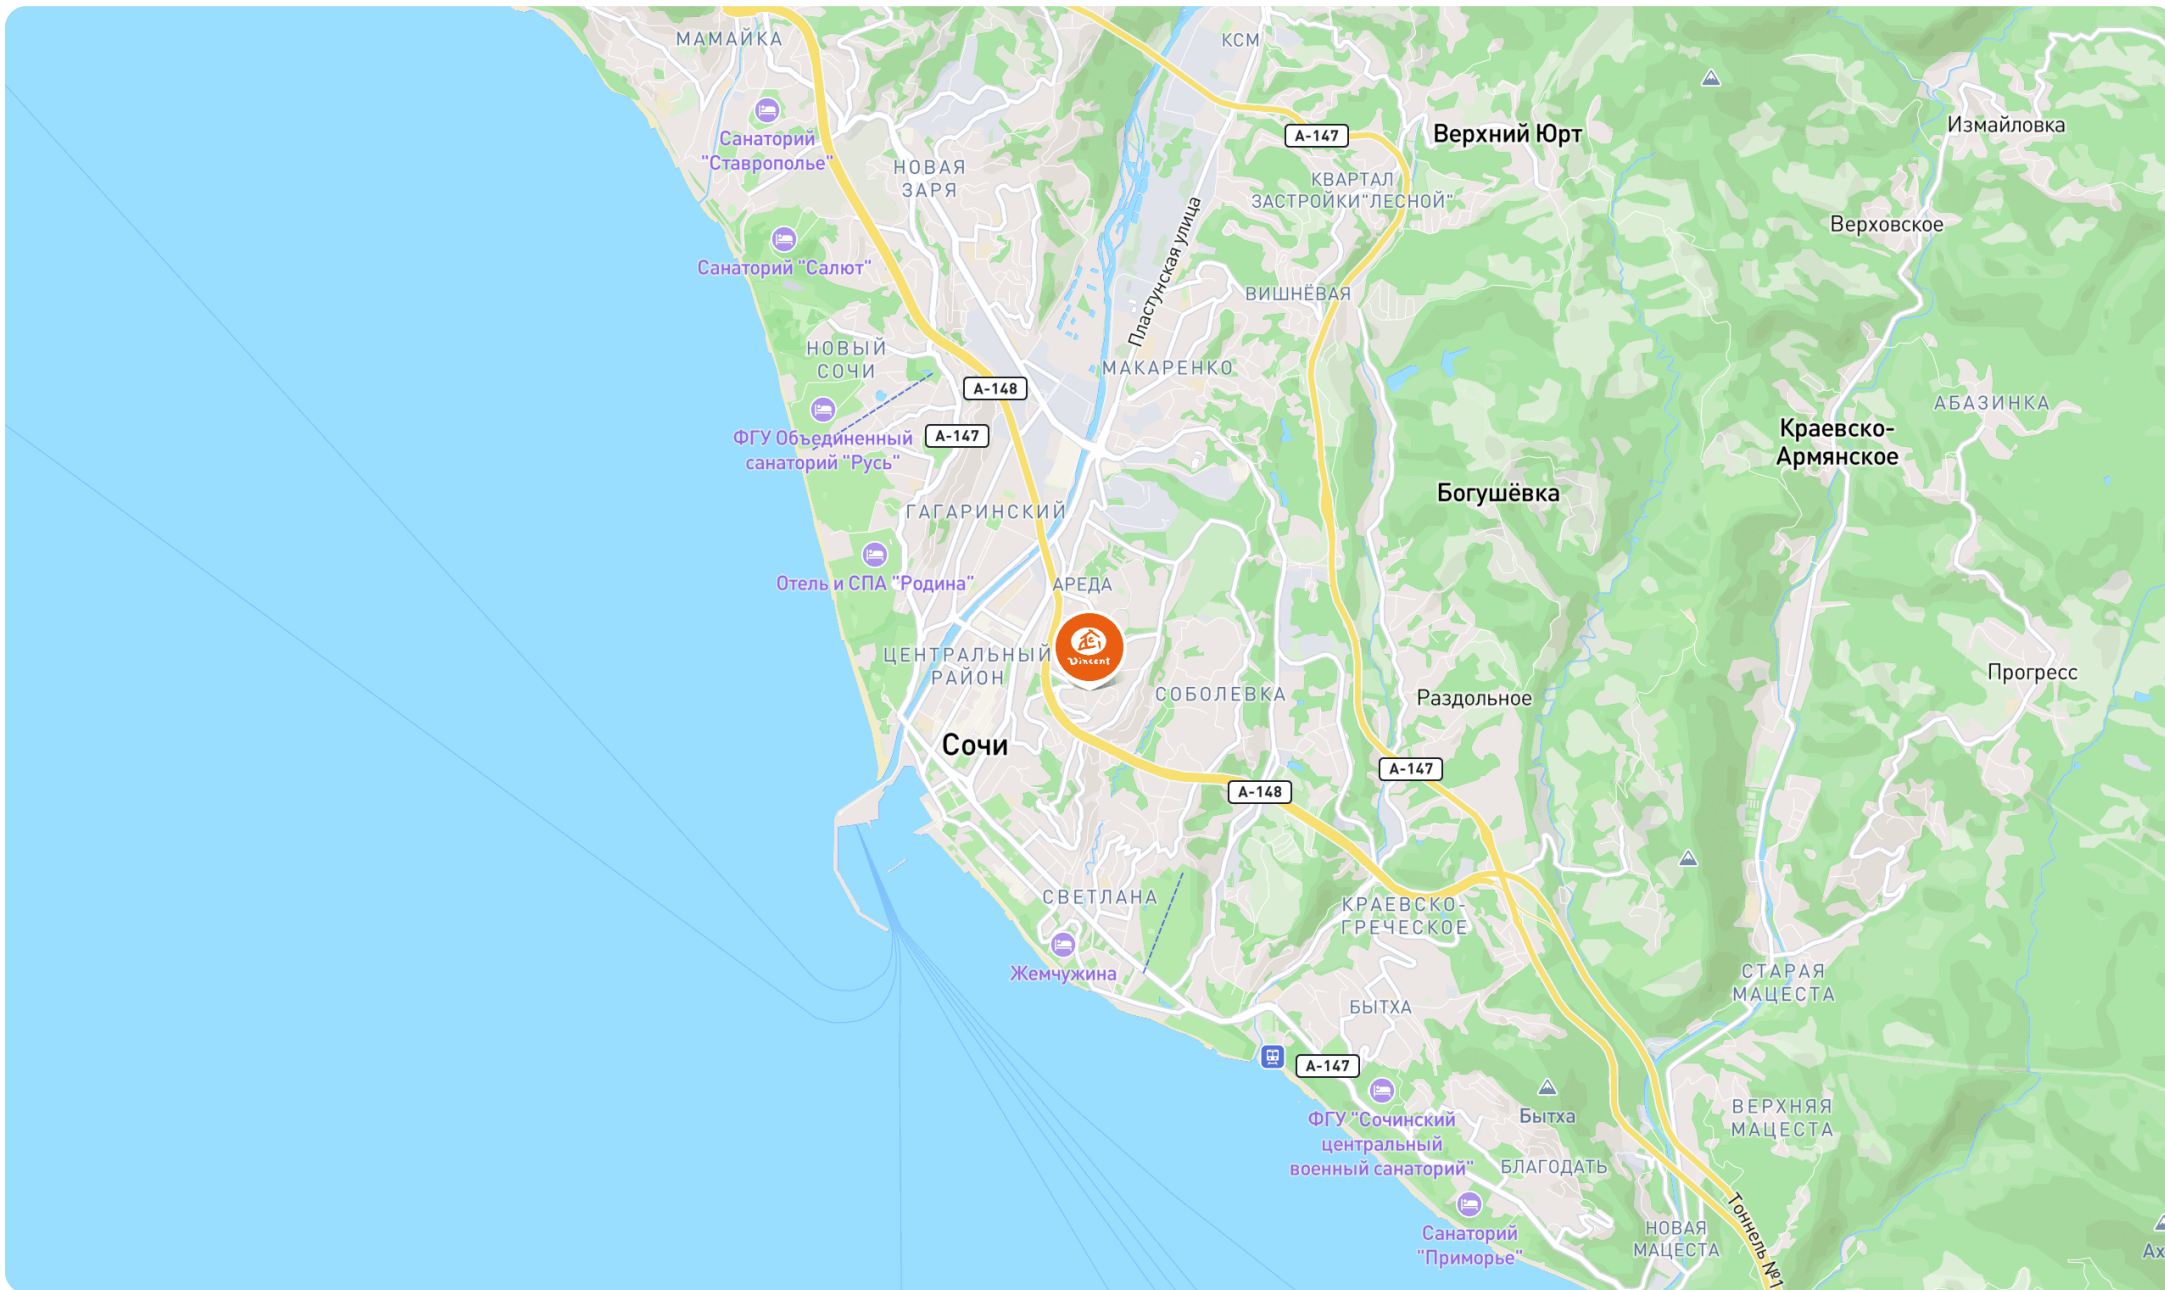 МАМАЙКА
КСМ
Санаторий
"Ставрополье"
А-147
Верхний Юрт
Измайловка
НОВАЯ
ЗАРЯ
КВАРТАЛ
ЗАСТРОЙКИ"ЛЕСНОЙ"
Верховское
Санаторий "Салют"
Пластунская улица
ВИШНЁВАЯ
НОВЫЙ
СОЧИ
МАКАРЕНКО
А-148
АБАЗИНКА
ФГУ Объединенный
санаторий "Русь"
А-147
Краевско-
Армянское
Богушёвка
ГАГАРИНСКИЙ
Отель и СПА "Родина"
АРЕДА
Vincent
ЦЕНТРАЛЬНЫЙ
РАЙОН
СОБОЛЕВКА
Раздольное
Прогресс
Сочи
А-147
А-148
СВЕТЛАНА
КРАЕВСКО-
ГРЕЧЕСКОЕ
Жемчужина
СТАРАЯ
МАЦЕСТА
БЫТХА
А-147
ФГУ "Сочинский
центральный
военный санаторий"
Бытха
ВЕРХНЯЯ
МАЦЕСТА
БЛАГОДАТЬ
Санаторий
"Приморье"
НОВАЯ
МАЦЕСТА
Тоннель №1
Ах